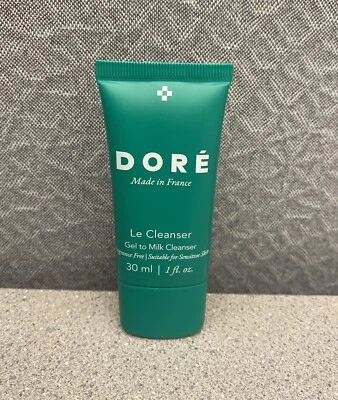 DORÉ
Made in France
Le Cleanser
Gel to Milk Cleanser
Free | Suitable for Sensitive Skin
30 ml | 1 fl. oz.